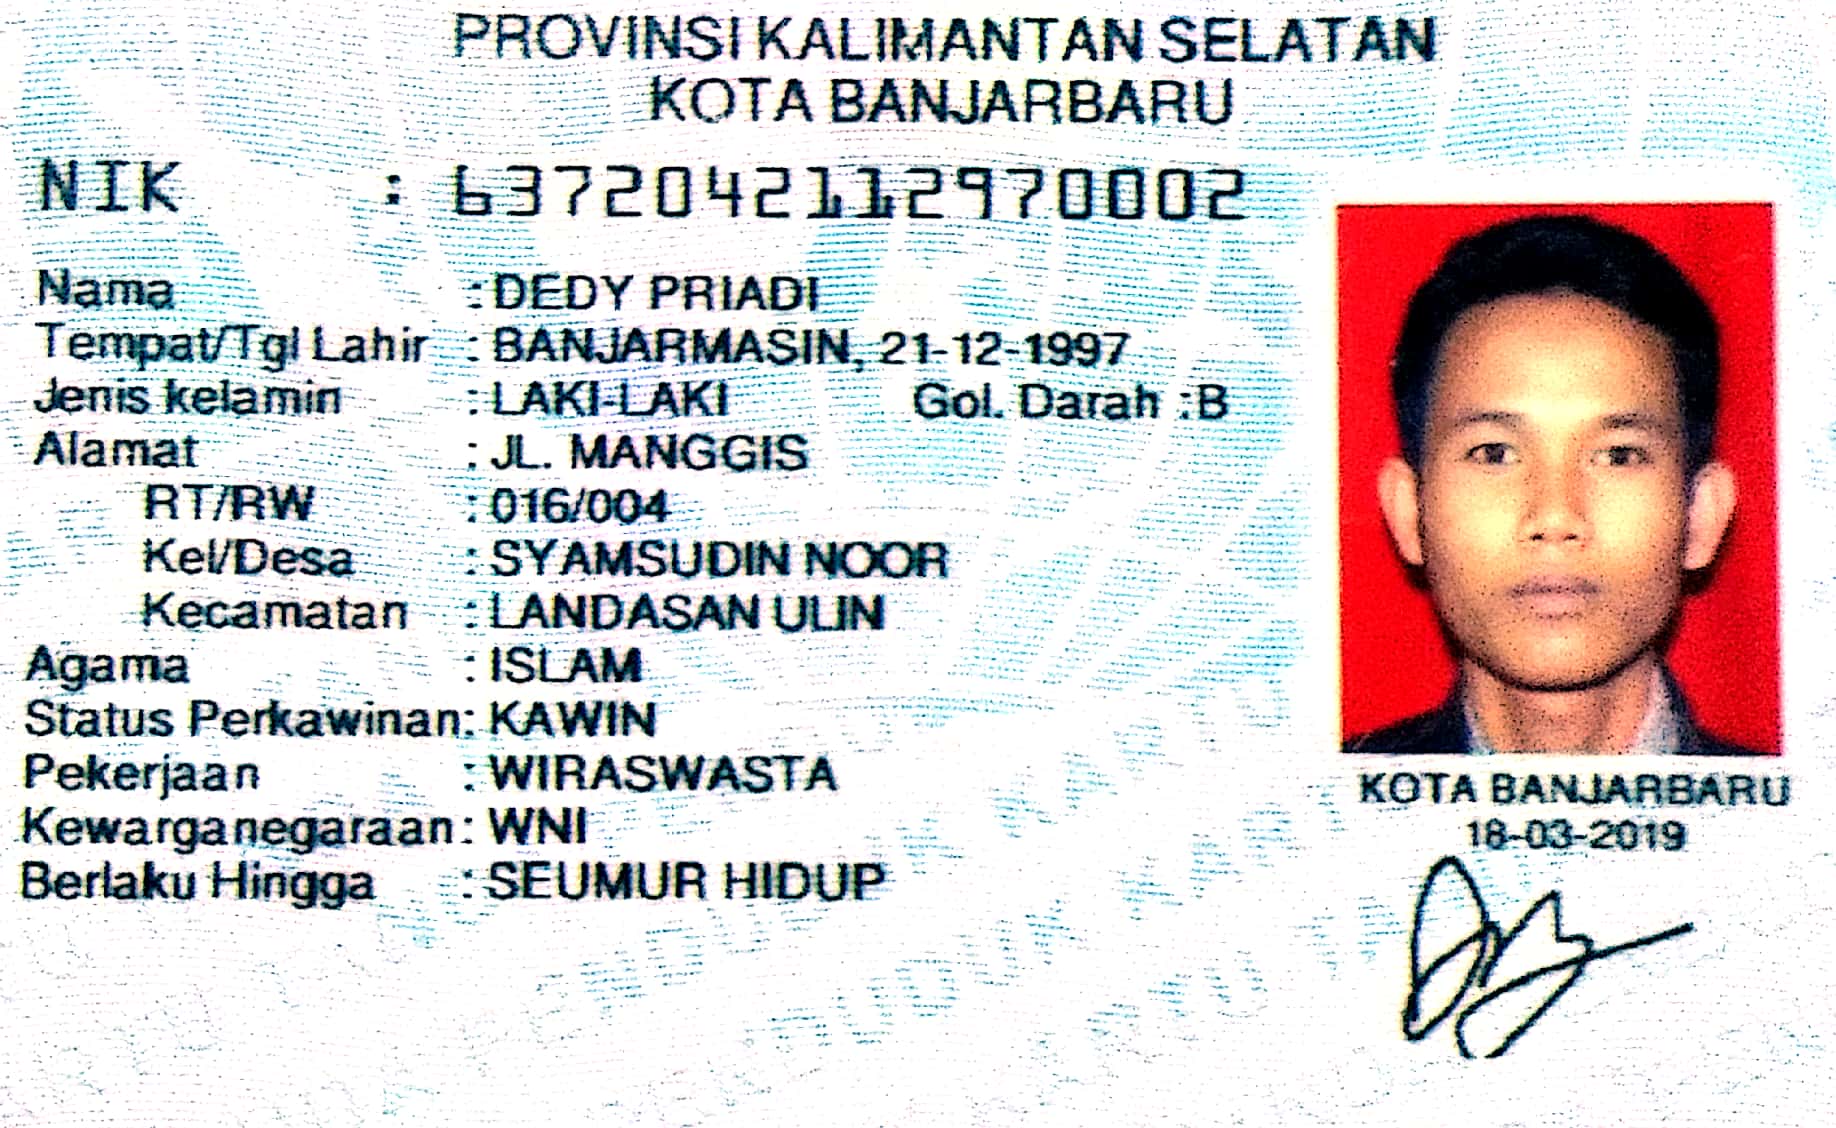 PROVINSI KALIMANTAN SELATAN
KOTA BANJARBARU
NIK : 6372042112970002
Nama : DEDY PRIADI
Tempat/Tgl Lahir : BANJARMASIN, 21-12-1997
Jenis kelamin : LAKI-LAKI Gol. Darah : B
Alamat : JL. MANGGIS
RT/RW : 016/004
Kel/Desa : SYAMSUDIN NOOR
Kecamatan : LANDASAN ULIN
Agama : ISLAM
Status Perkawinan: KAWIN
Pekerjaan : WIRASWASTA
Kewarganegaraan: WNI
Berlaku Hingga : SEUMUR HIDUP
KOTA BANJARBARU
18-03-2019